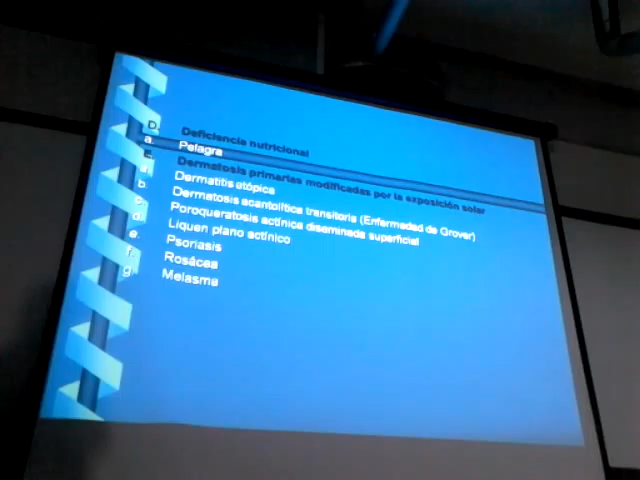 D. Deficiencia nutricional
a. Pelagra
E. Dermatosis primarias modificadas por la exposición solar
a. Dermatitis atópica
b. Dermatosis acantolítica transitoria (Enfermedad de Grover)
c. Poroqueratosis actínica diseminada superficial
d. Liquen plano actínico
e. Psoriasis
f. Rosácea
g. Melasma